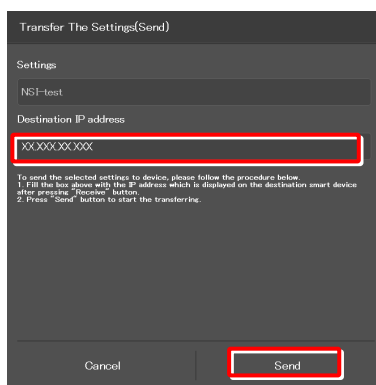 Transfer The Settings(Send)
Settings
NSI-test
Destination IP address
XX.XXX.XX.XXX
To send the selected settings to device, please follow the procedure below.
1. Fill the box above with the IP address which is displayed on the destination smart device
after pressing "Receive" button.
2. Press "Send" button to start the transferring.
Cancel
Send